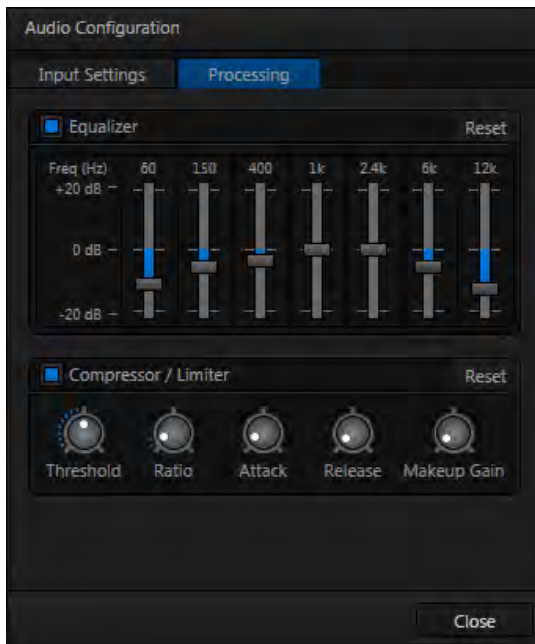 Audio Configuration
Input Settings Processing
Equalizer Reset
Freq (Hz) 60 150 400 1k 2.4k 6k 12k
+20 dB
0 dB
-20 dB
Compressor / Limiter Reset
Threshold Ratio Attack Release Makeup Gain
Close